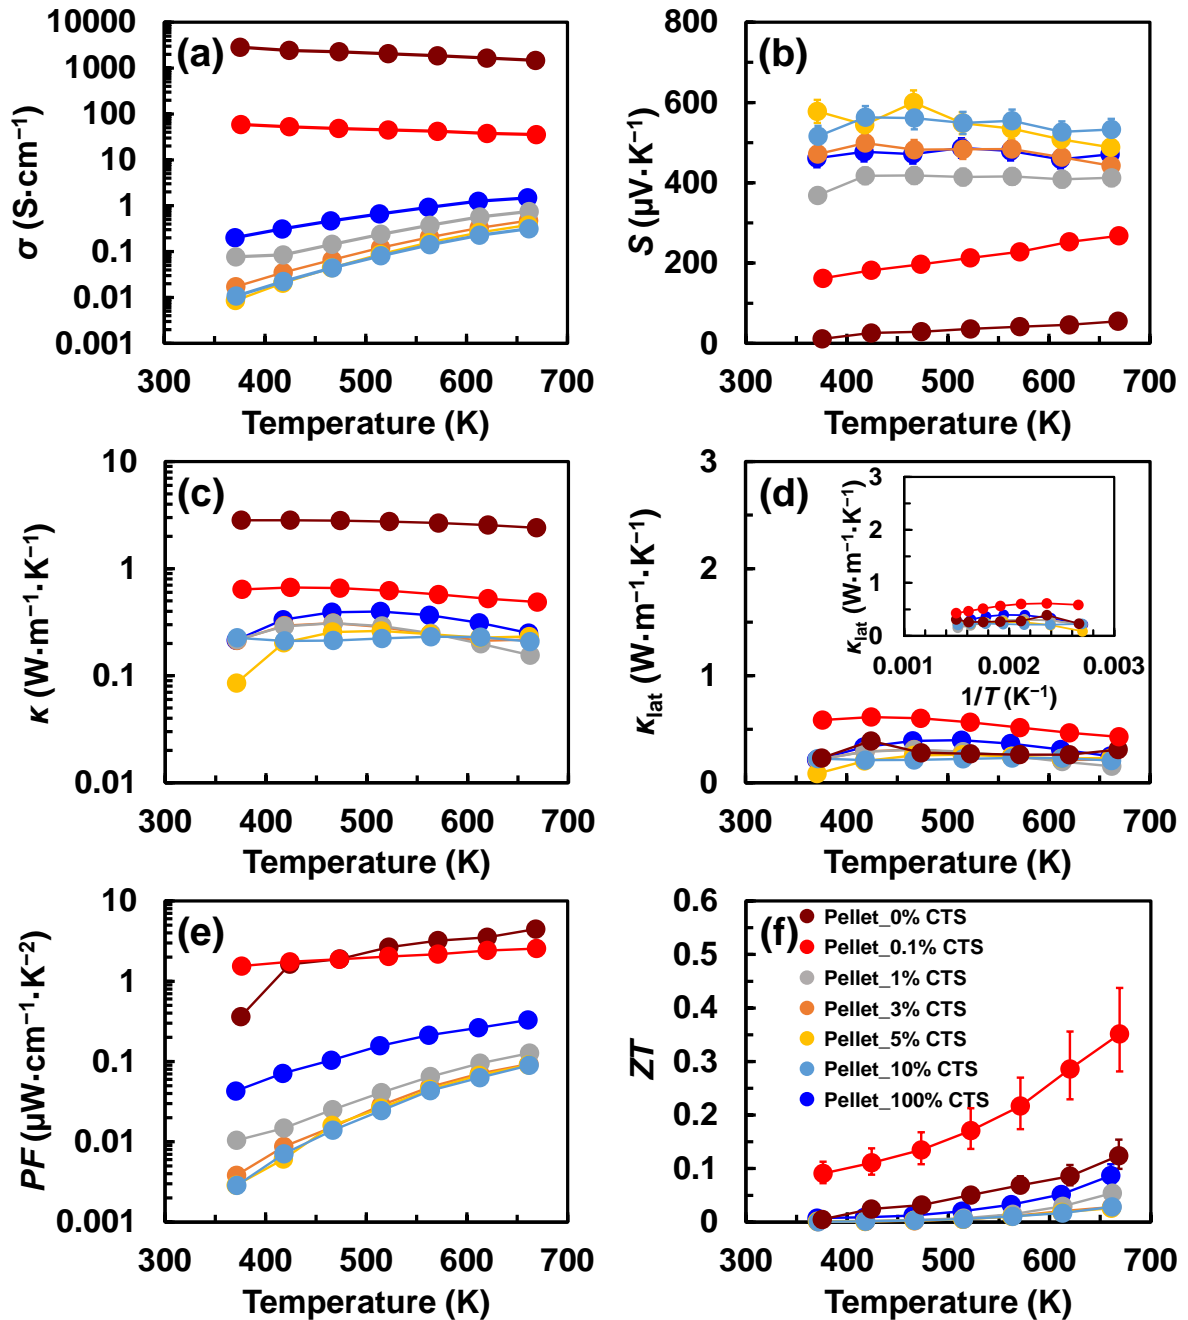 (a)
σ (S·cm⁻¹)
10000
1000
100
10
1
0.1
0.01
0.001
300 400 500 600 700
Temperature (K)
(b)
S (µV·K⁻¹)
800
600
400
200
0
300 400 500 600 700
Temperature (K)
(c)
κ (W·m⁻¹·K⁻¹)
10
1
0.1
0.01
300 400 500 600 700
Temperature (K)
(d)
κlat (W·m⁻¹·K⁻¹)
3
2
1
0
300 400 500 600 700
Temperature (K)
κlat (W·m⁻¹·K⁻¹)
3
2
1
0
0.001 0.002 0.003
1/T (K⁻¹)
(e)
PF (µW·cm⁻¹·K⁻²)
10
1
0.1
0.01
0.001
300 400 500 600 700
Temperature (K)
(f)
ZT
0.6
0.5
0.4
0.3
0.2
0.1
0
300 400 500 600 700
Temperature (K)
Pellet_0% CTS
Pellet_0.1% CTS
Pellet_1% CTS
Pellet_3% CTS
Pellet_5% CTS
Pellet_10% CTS
Pellet_100% CTS